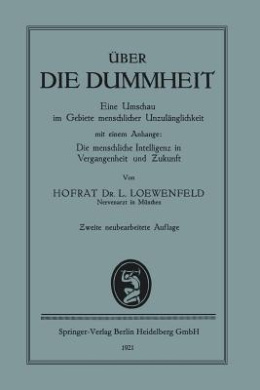 ÜBER
DIE DUMMHEIT
Eine Umschau
im Gebiete menschlicher Unzulänglichkeit
mit einem Anhange:
Die menschliche Intelligenz in
Vergangenheit und Zukunft
Von
HOFRAT DR. L. LOEWENFELD
Nervenarzt in München
Zweite neubearbeitete Auflage
Springer-Verlag Berlin Heidelberg GmbH
1921